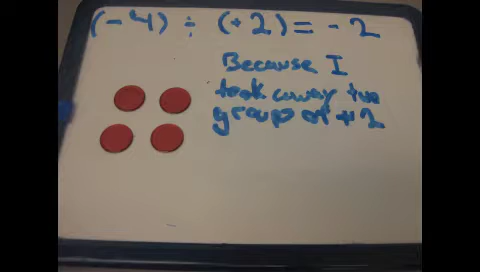 (-4) ÷ (+2) = -2
Because I
took away two
group of +2